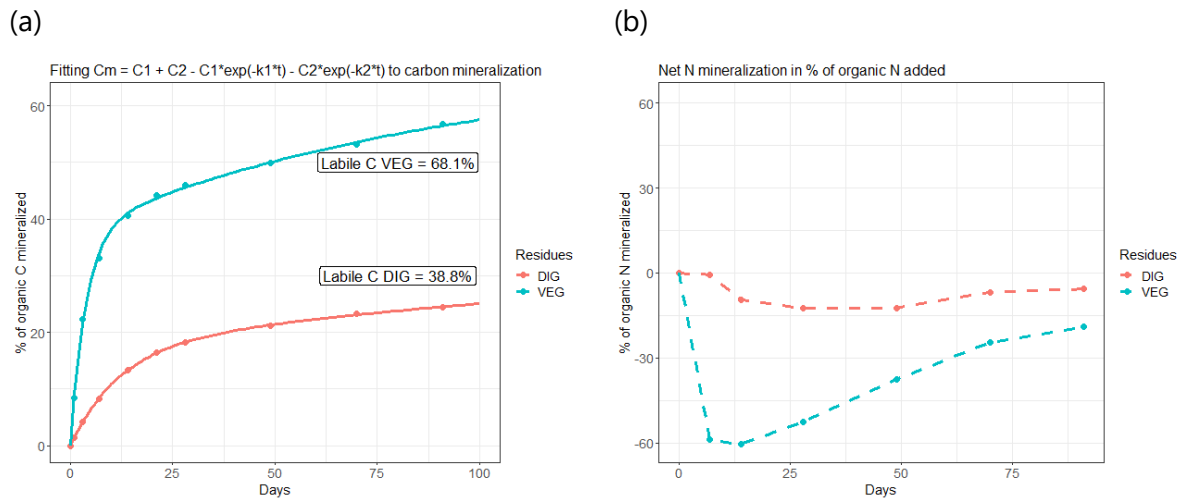 (a)
Fitting Cm = C1 + C2 - C1*exp(-k1*t) - C2*exp(-k2*t) to carbon mineralization
% of organic C mineralized
60
40
20
0
Labile C VEG = 68.1%
Labile C DIG = 38.8%
0 25 50 75 100
Days
Residues
DIG
VEG
(b)
Net N mineralization in % of organic N added
% of organic N mineralized
60
30
0
-30
-60
0 25 50 75
Days
Residues
DIG
VEG